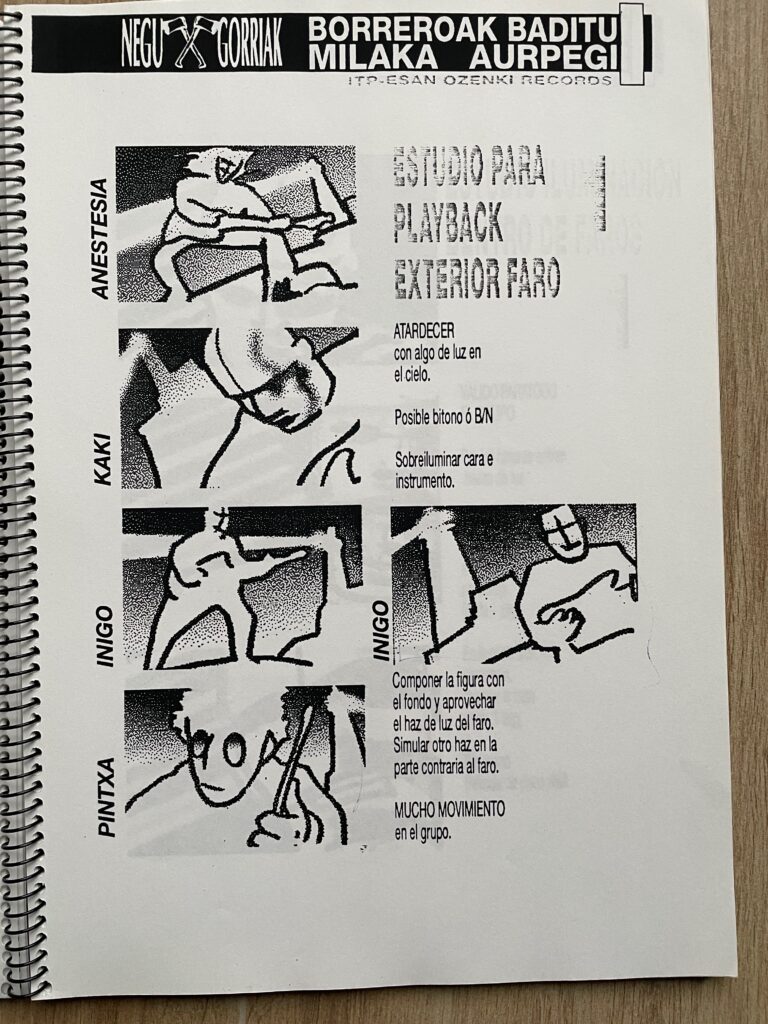 NEGU GORRIAK
BORREROAK BADITU
MILAKA AURPEGI
ITP-ESAN OZENKI RECORDS
ESTUDIO PARA
PLAYBACK
EXTERIOR FARO
ANESTESIA
ATARDECER
con algo de luz en
el cielo.
Posible bitono ó B/N
Sobreiluminar cara e
instrumento.
KAKI
INIGO
INIGO
Componer la figura con
el fondo y aprovechar
el haz de luz del faro.
Simular otro haz en la
parte contraria al faro.
MUCHO MOVIMIENTO
en el grupo.
PINTXA